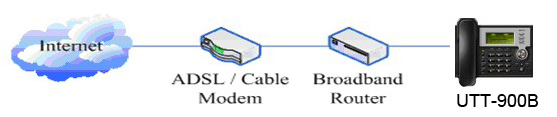 Internet
ADSL / Cable
Modem
Broadband
Router
UTT-900B